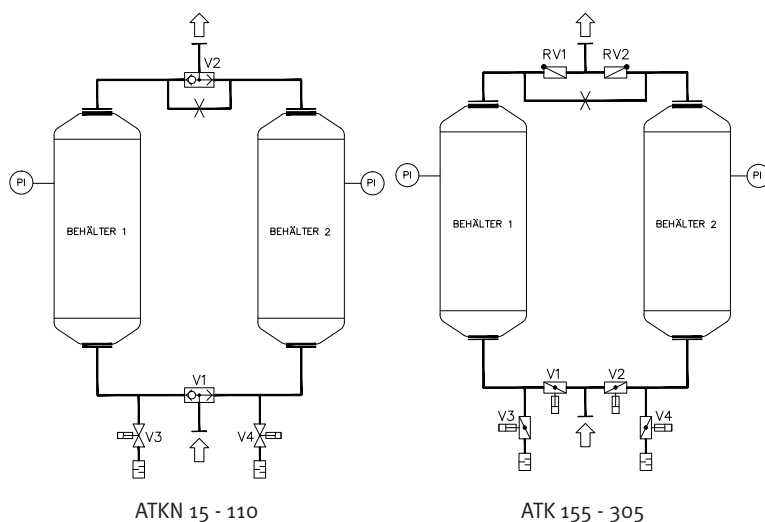 V2
PI
BEHÄLTER 1
BEHÄLTER 2
PI
V1
V3
V4
ATKN 15 - 110
RV1
RV2
PI
BEHÄLTER 1
BEHÄLTER 2
PI
V1
V2
V3
V4
ATK 155 - 305